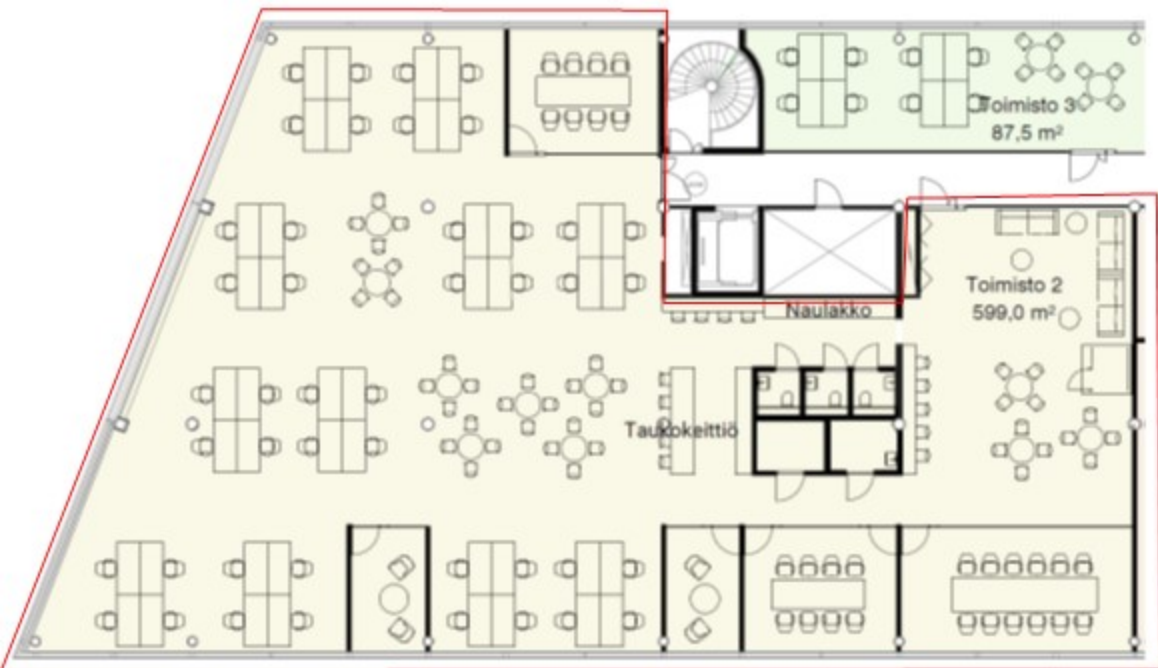 Toimisto 3
87,5 m²
Toimisto 2
599,0 m²
Naulakko
Taukokeittiö